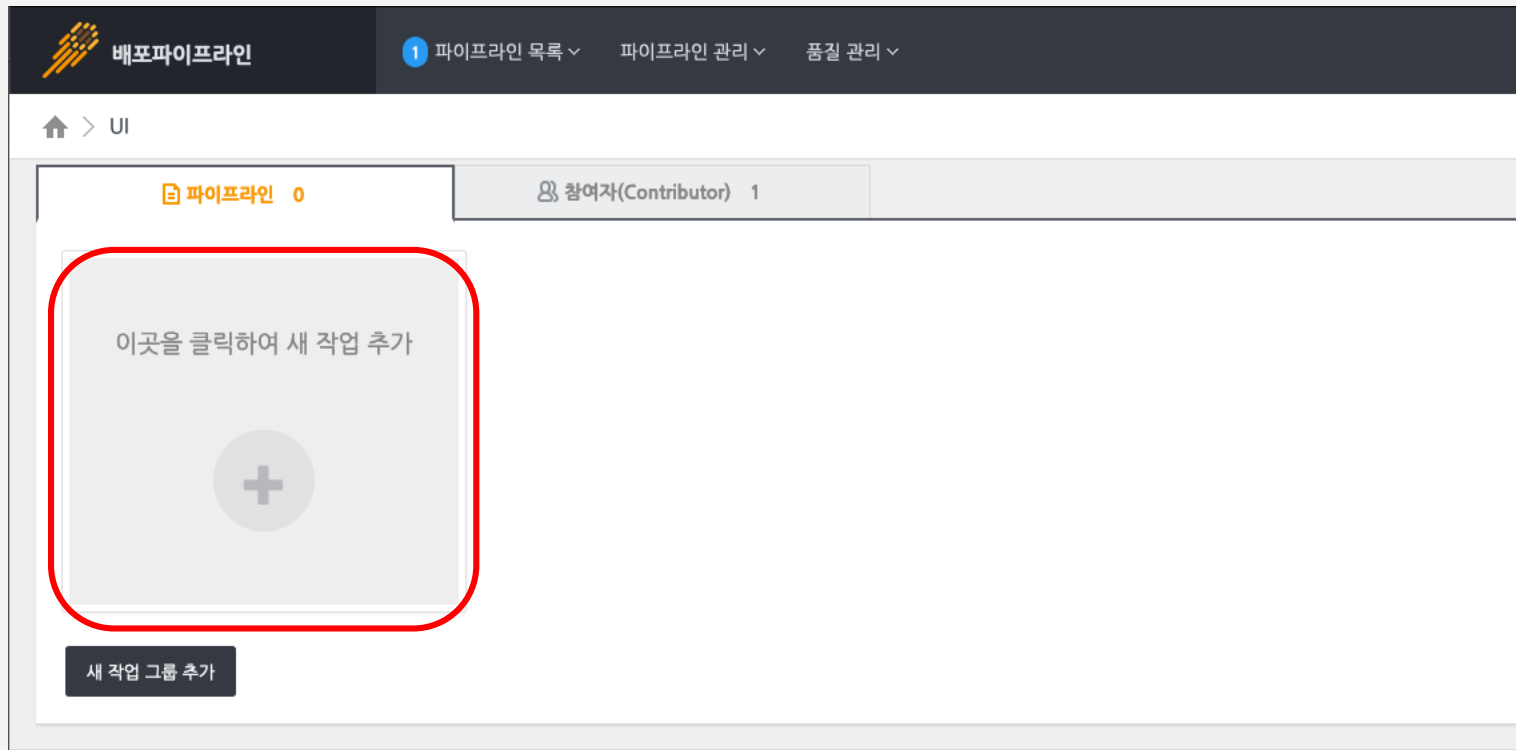 배포파이프라인
1 파이프라인 목록 파이프라인 관리 품질 관리
UI
파이프라인 0 참여자(Contributor) 1
이곳을 클릭하여 새 작업 추가
새 작업 그룹 추가